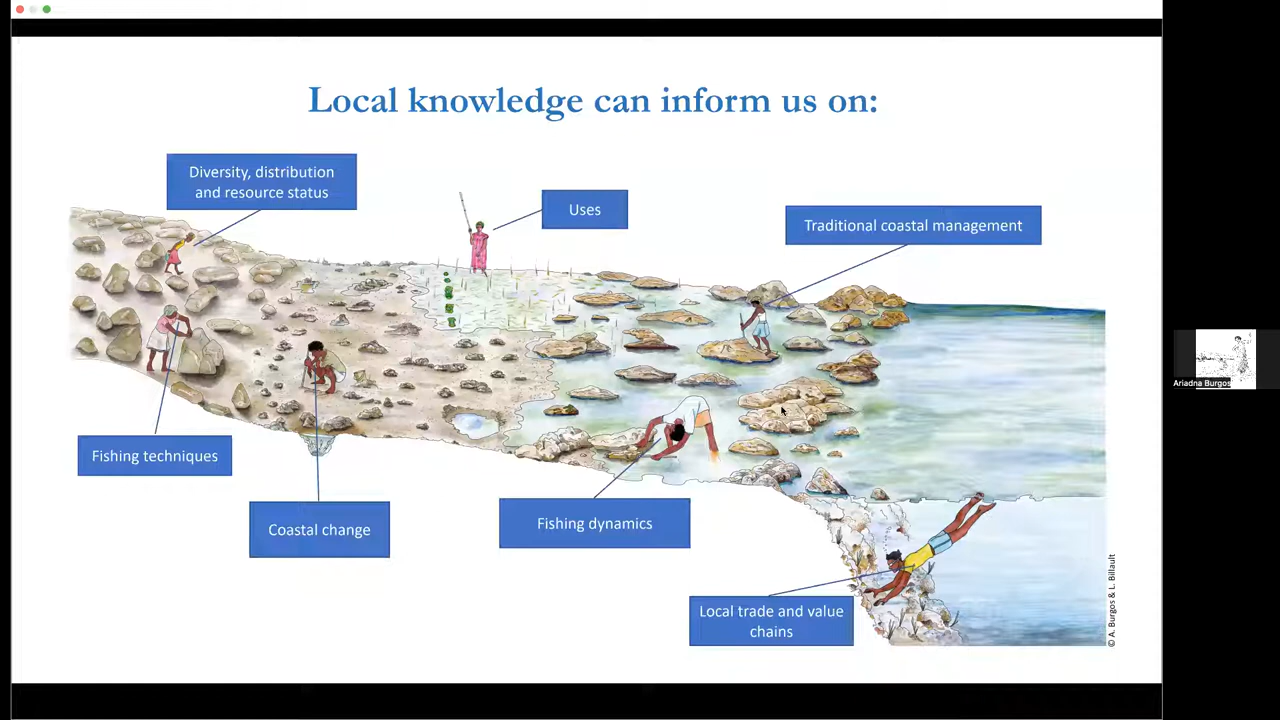 Local knowledge can inform us on:
Diversity, distribution
and resource status
Uses
Traditional coastal management
Fishing techniques
Coastal change
Fishing dynamics
Local trade and value
chains
© A. Burgos & L. Billault
Ariadna Burgos